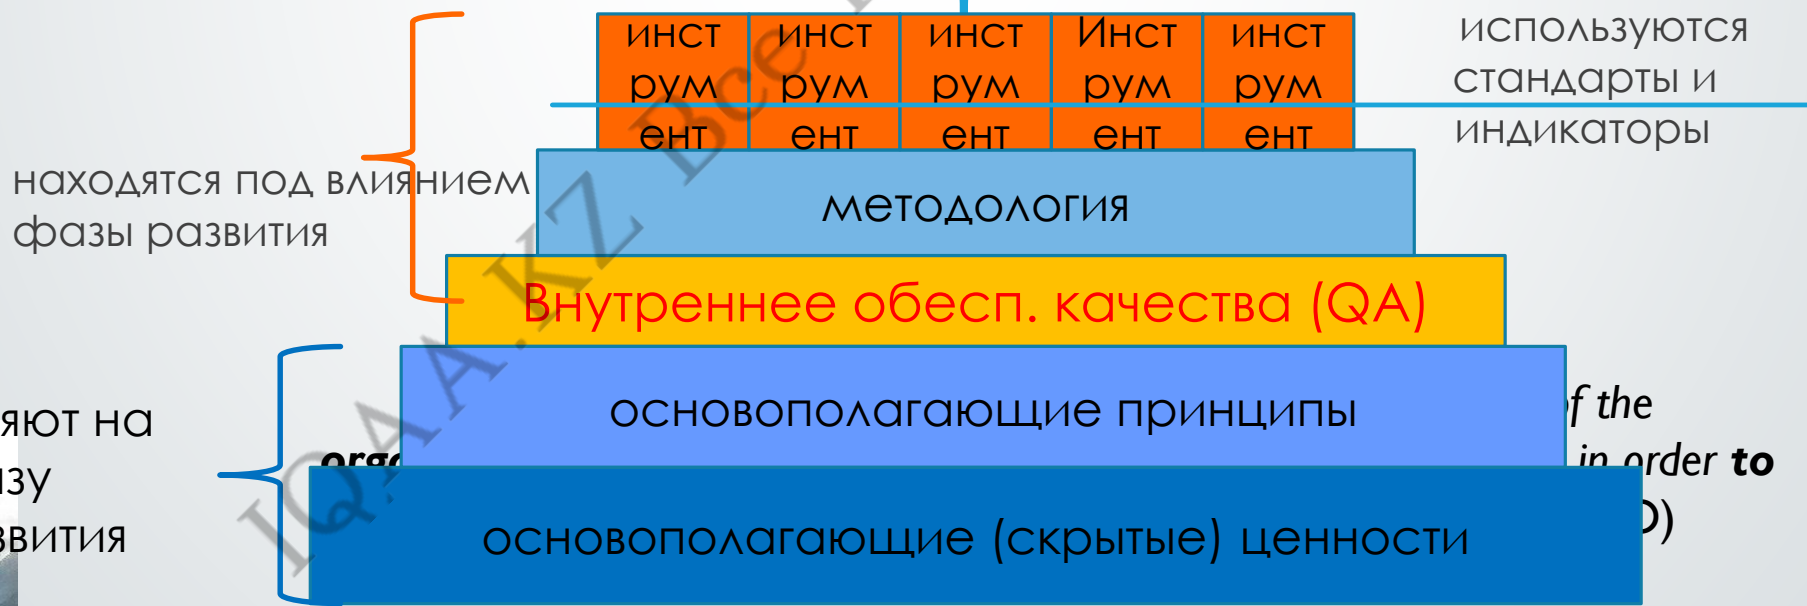 инст инст инст Инст инст
рум рум рум рум рум
ент ент ент ент ент
используются
стандарты и
индикаторы
находятся под влиянием
фазы развития
методология
Внутреннее обесп. качества (QA)
основополагающие принципы
основополагающие (скрытые) ценности
яют на
зу
звития
of the
in order to
IQAA.KZ Все